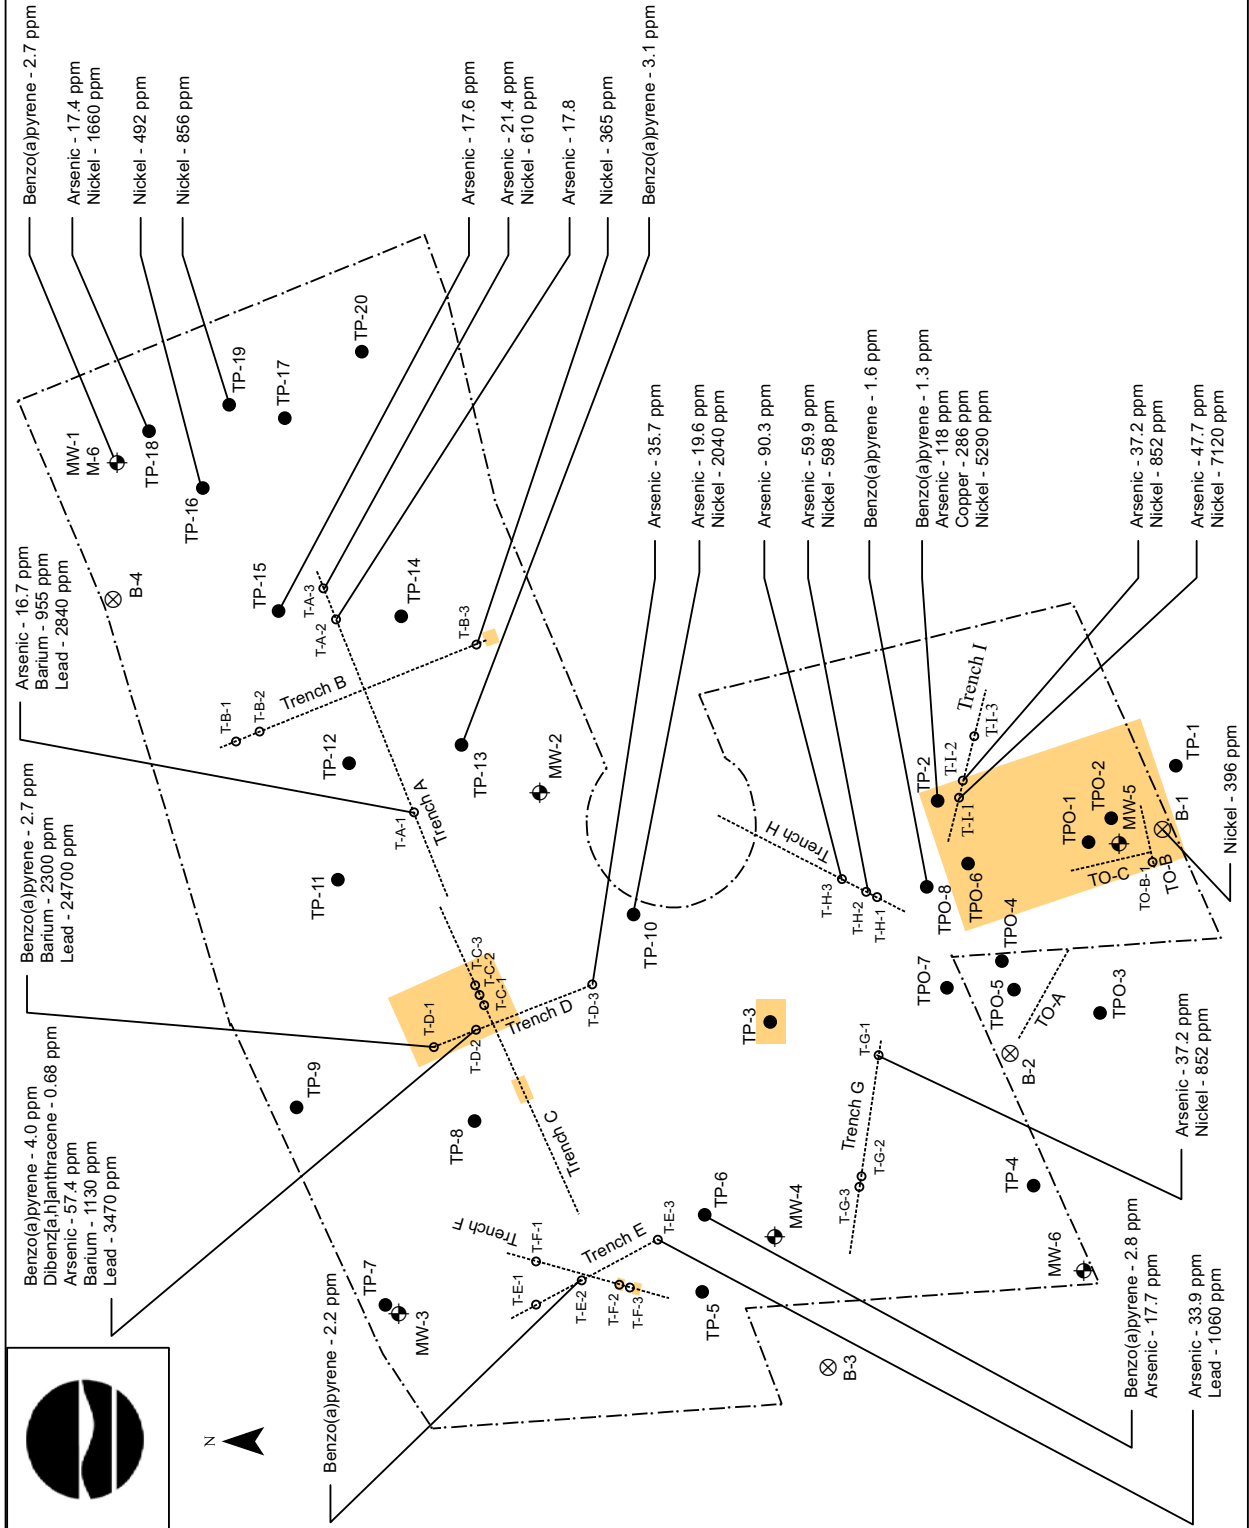 Benzo(a)pyrene - 2.7 ppm
Arsenic - 17.4 ppm
Nickel - 1660 ppm
Nickel - 492 ppm
Nickel - 856 ppm
Arsenic - 17.6 ppm
Arsenic - 21.4 ppm
Nickel - 610 ppm
Arsenic - 17.8
Nickel - 365 ppm
Benzo(a)pyrene - 3.1 ppm
MW-1
M-6
TP-18
TP-16
TP-19
TP-17
TP-20
B-4
TP-15
TP-14
T-A-3
T-A-2
T-B-3
Trench B
T-B-1
T-B-2
TP-12
TP-13
MW-2
Trench A
T-A-1
TP-11
Arsenic - 16.7 ppm
Barium - 955 ppm
Lead - 2840 ppm
Benzo(a)pyrene - 2.7 ppm
Barium - 2300 ppm
Lead - 24700 ppm
Benzo(a)pyrene - 4.0 ppm
Dibenz[a,h]anthracene - 0.68 ppm
Arsenic - 57.4 ppm
Barium - 1130 ppm
Lead - 3470 ppm
Arsenic - 35.7 ppm
Arsenic - 19.6 ppm
Nickel - 2040 ppm
Arsenic - 90.3 ppm
Arsenic - 59.9 ppm
Nickel - 598 ppm
Benzo(a)pyrene - 1.6 ppm
Benzo(a)pyrene - 1.3 ppm
Arsenic - 118 ppm
Copper - 286 ppm
Nickel - 5290 ppm
Arsenic - 37.2 ppm
Nickel - 852 ppm
Arsenic - 47.7 ppm
Nickel - 7120 ppm
T-C-3
T-C-2
T-C-1
T-D-1
T-D-2
Trench D
T-D-3
TP-10
TP-9
TP-8
Trench C
TP-3
Trench H
T-H-3
T-H-2
T-H-1
TP-2
Trench I
T-I-3
T-I-2
T-I-1
TPO-8
TPO-6
TPO-1
TPO-2
MW-5
TO-C
TO-B-1
TO-B
B-1
TP-1
Nickel - 396 ppm
TPO-7
TPO-4
TPO-5
TO-A
TPO-3
B-2
T-G-1
Trench G
T-G-2
T-G-3
TP-4
Arsenic - 37.2 ppm
Nickel - 852 ppm
Trench F
T-F-1
Trench E
T-E-3
T-E-1
T-E-2
T-F-2
T-F-3
TP-6
MW-4
TP-5
MW-6
TP-7
MW-3
B-3
Benzo(a)pyrene - 2.2 ppm
Benzo(a)pyrene - 2.8 ppm
Arsenic - 17.7 ppm
Arsenic - 33.9 ppm
Lead - 1060 ppm
N